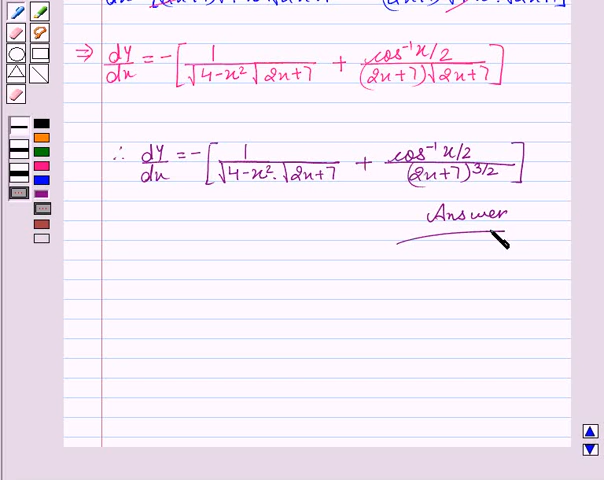 ⇒ dy/dx = -[1/(√4-x² √2x+7) + cos⁻¹x/2/((2x+7)√2x+7)]
∴ dy/dx = -[1/(√4-x² . √2x+7) + cos⁻¹ x/2/(2x+7)^3/2]
Answer